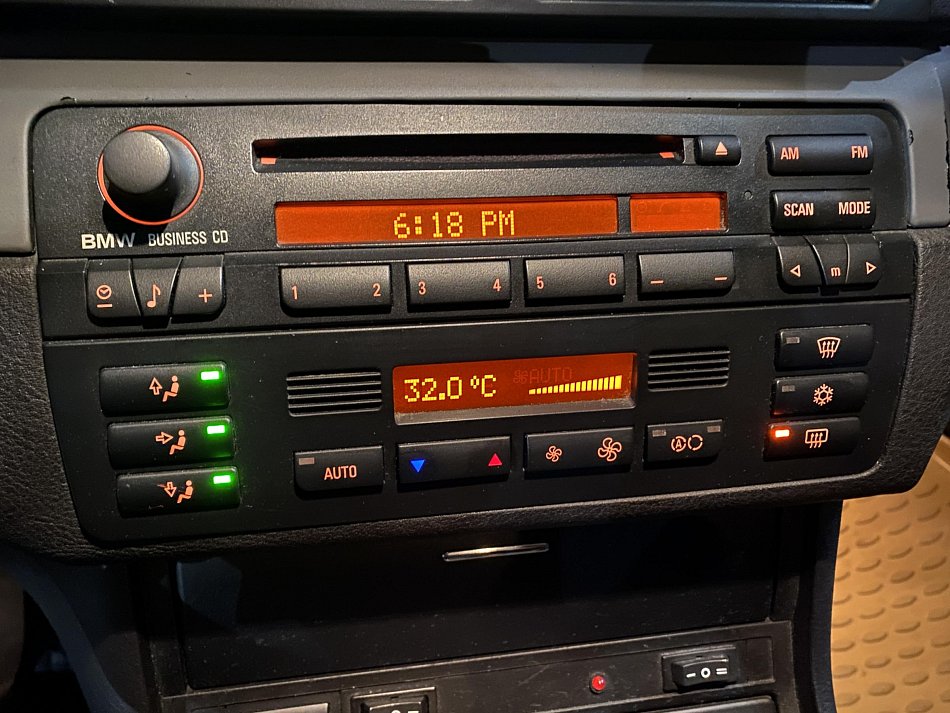 AM FM
6:18 PM
SCAN MODE
BMW BUSINESS CD
1 2 3 4 5 6
m
32.0 °C AUTO
AUTO
A